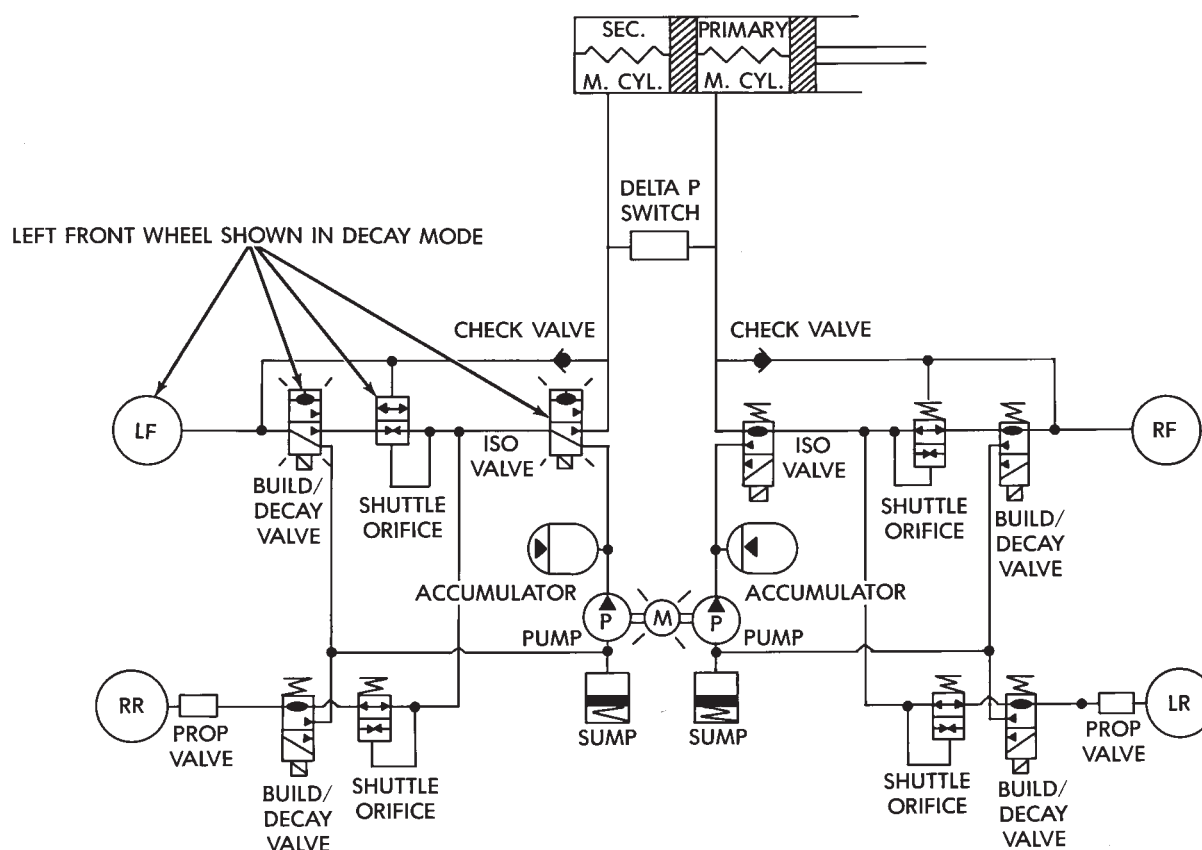 SEC. PRIMARY
M. CYL. M. CYL.
DELTA P
SWITCH
LEFT FRONT WHEEL SHOWN IN DECAY MODE
CHECK VALVE
CHECK VALVE
LF
ISO
VALVE
ISO
VALVE
RF
BUILD/
DECAY
VALVE
SHUTTLE
ORIFICE
SHUTTLE
ORIFICE
BUILD/
DECAY
VALVE
ACCUMULATOR
ACCUMULATOR
P
M
P
PUMP
PUMP
RR
PROP
VALVE
SUMP
SUMP
PROP
VALVE
LR
BUILD/
DECAY
VALVE
SHUTTLE
ORIFICE
SHUTTLE
ORIFICE
BUILD/
DECAY
VALVE